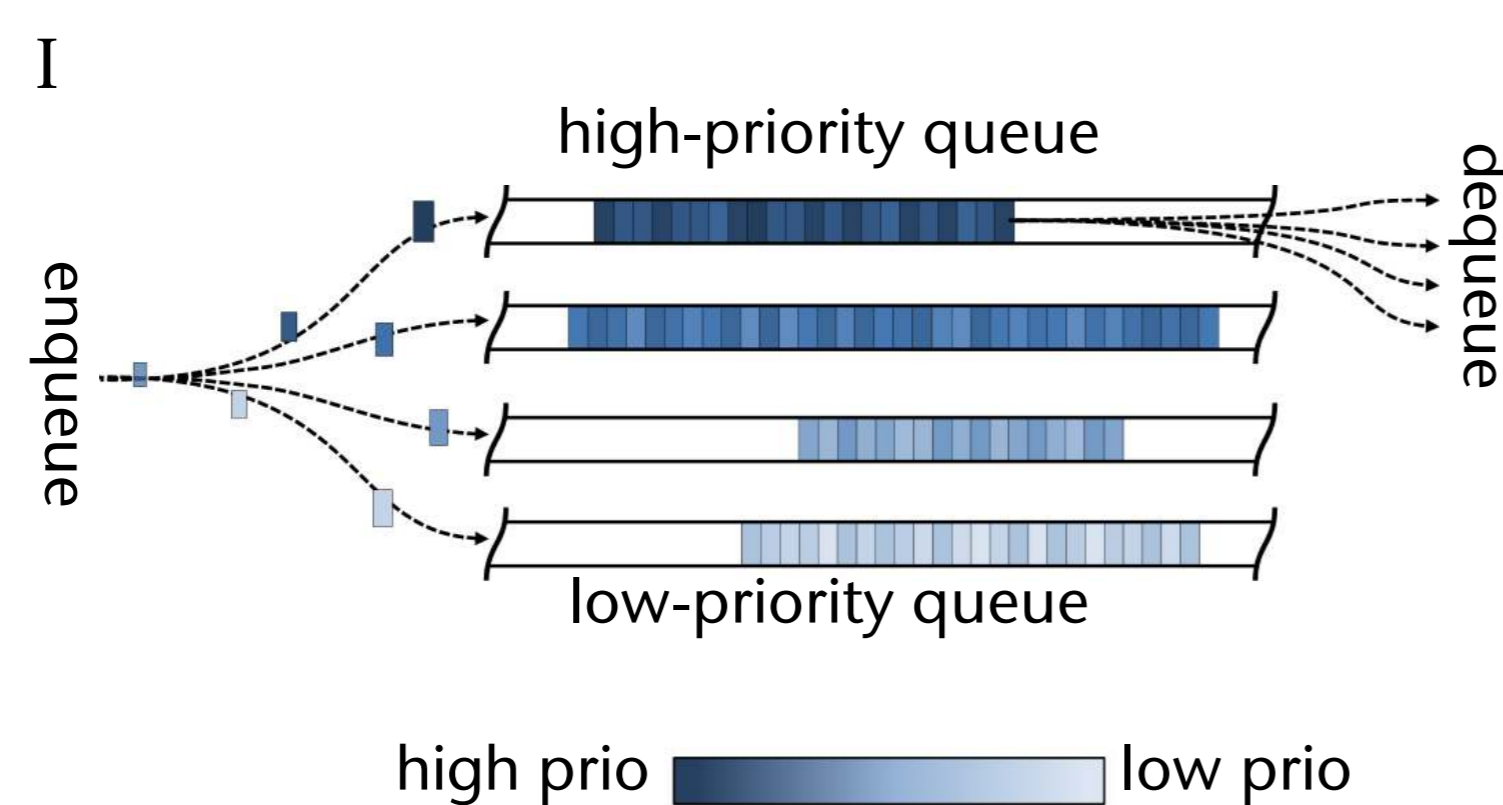 I
high-priority queue
enqueue
dequeue
low-priority queue
high prio
low prio